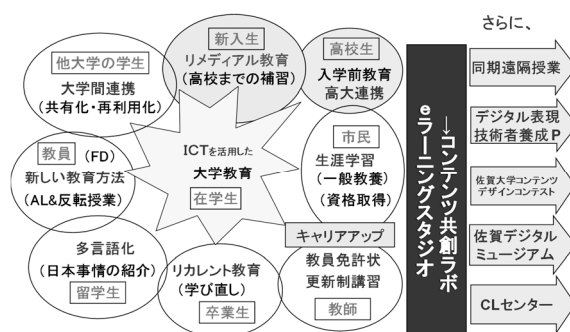 さらに、
新入生
リメディアル教育
(高校までの補習)
高校生
入学前教育
高大連携
他大学の学生
大学間連携
(共有化・再利用化)
教員 (FD)
新しい教育方法
(AL&反転授業)
ICTを活用した
大学教育
在学生
市民
生涯学習
(一般教養)
(資格取得)
多言語化
(日本事情の紹介)
留学生
リカレント教育
(学び直し)
卒業生
キャリアアップ
教員免許状
更新制講習
教師
eラーニングスタジオ
→コンテンツ共創ラボ
同期遠隔授業
デジタル表現
技術者養成P
佐賀大学コンテンツ
デザインコンテスト
佐賀デジタル
ミュージアム
CLセンター